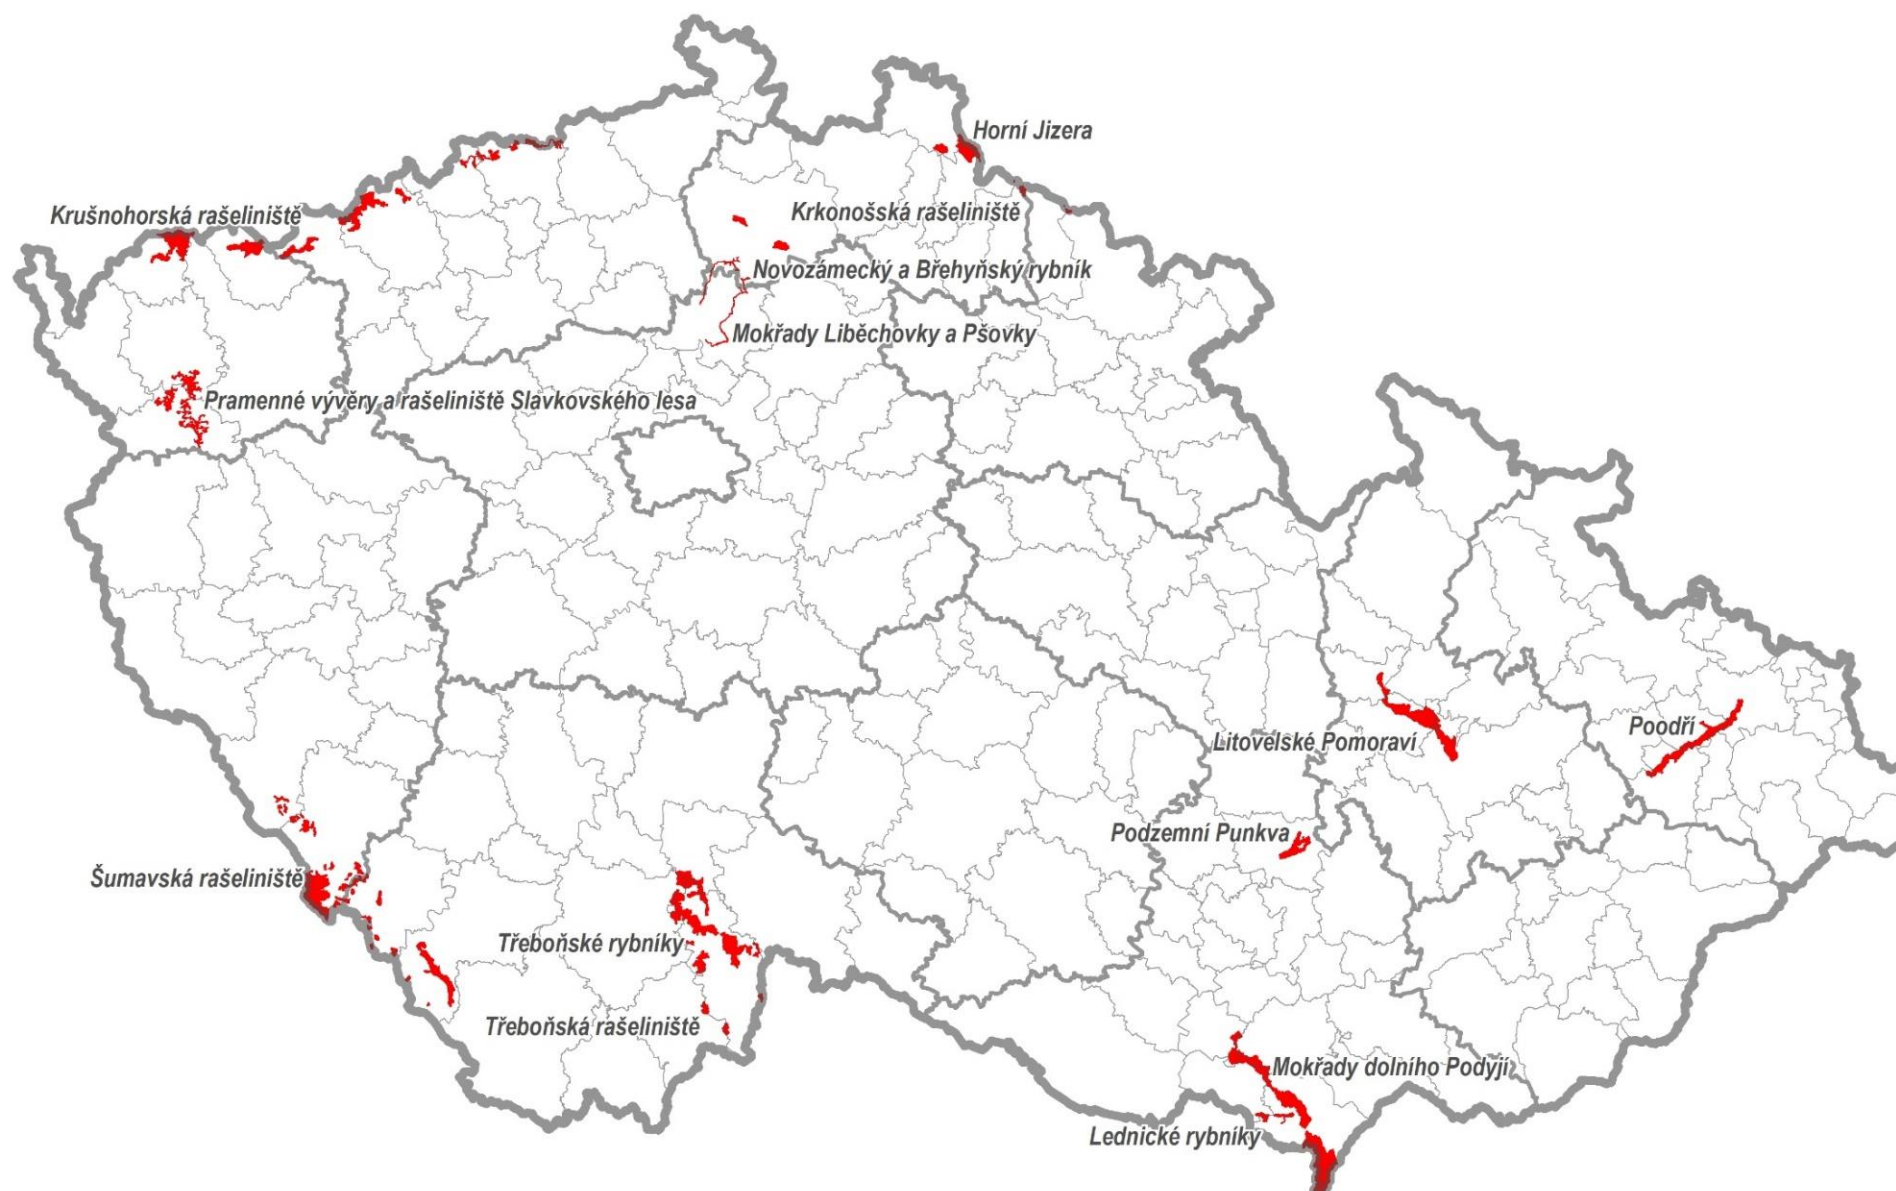 Horní Jizera
Krušnohorská rašeliniště
Krkonošská rašeliniště
Novozámecký a Břehyňský rybník
Mokřady Liběchovky a Pšovky
Pramenné vývěry a rašeliniště Slavkovského lesa
Poodří
Litovelské Pomoraví
Podzemní Punkva
Šumavská rašeliniště
Třeboňské rybníky
Třeboňská rašeliniště
Mokřady dolního Podyjí
Lednické rybníky